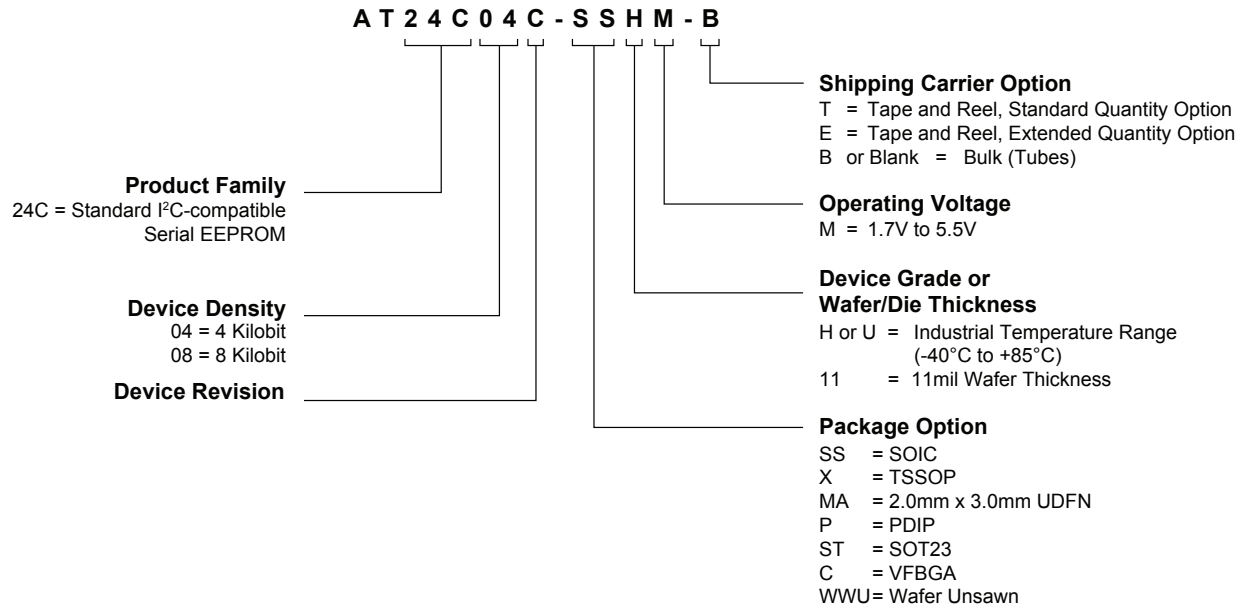 AT24C04C-SSHM-B
Product Family
24C = Standard I²C-compatible
Serial EEPROM
Device Density
04 = 4 Kilobit
08 = 8 Kilobit
Device Revision
Shipping Carrier Option
T = Tape and Reel, Standard Quantity Option
E = Tape and Reel, Extended Quantity Option
B or Blank = Bulk (Tubes)
Operating Voltage
M = 1.7V to 5.5V
Device Grade or
Wafer/Die Thickness
H or U = Industrial Temperature Range
(-40°C to +85°C)
11 = 11mil Wafer Thickness
Package Option
SS = SOIC
X = TSSOP
MA = 2.0mm x 3.0mm UDFN
P = PDIP
ST = SOT23
C = VFBGA
WWU= Wafer Unsawn